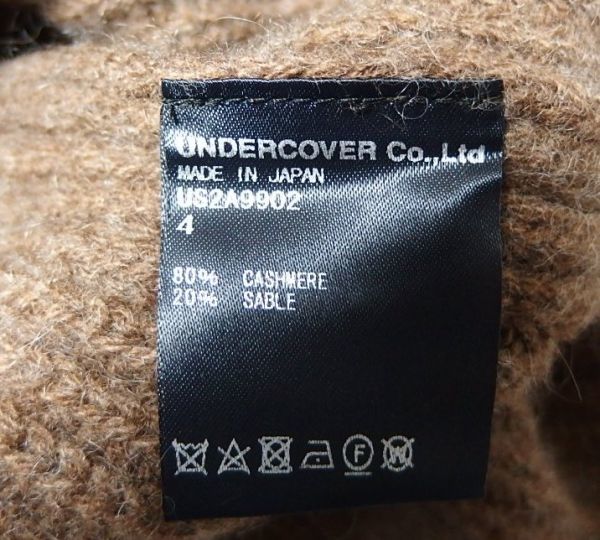 UNDERCOVER Co.,Ltd
MADE IN JAPAN
US2A9902
4
80% CASHMERE
20% SABLE
F W